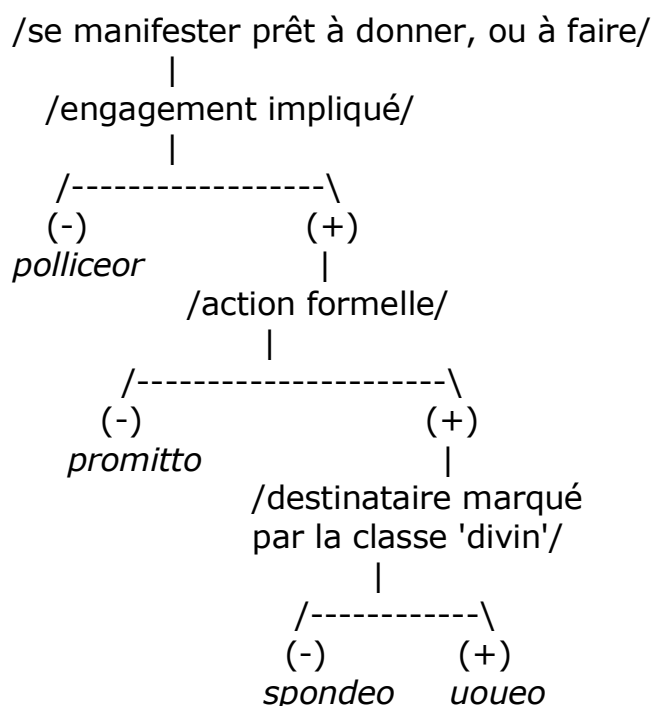 /se manifester prêt à donner, ou à faire/
|
/engagement impliqué/
|
/------------------\
(-) (+)
polliceor |
/action formelle/
|
/----------------------\
(-) (+)
promitto |
/destinataire marqué
par la classe 'divin'/
|
/------------\
(-) (+)
spondeo uoueo